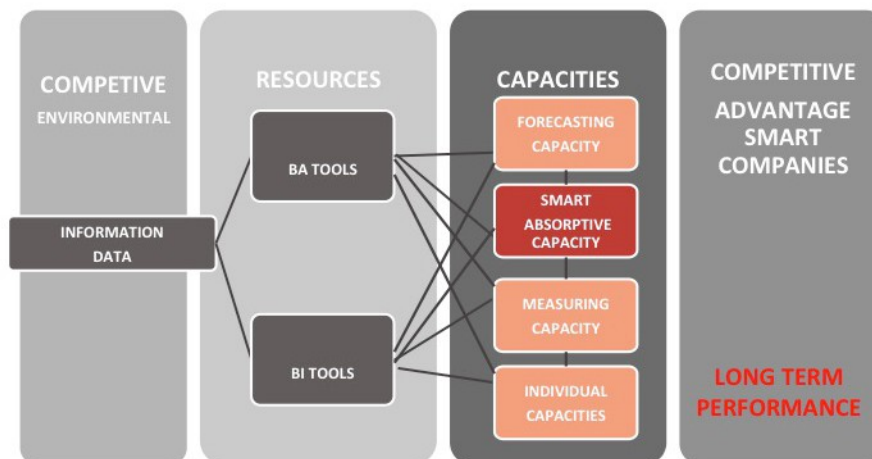 COMPETIVE
ENVIRONMENTAL
INFORMATION
DATA
RESOURCES
BA TOOLS
BI TOOLS
CAPACITIES
FORECASTING
CAPACITY
SMART
ABSORPTIVE
CAPACITY
MEASURING
CAPACITY
INDIVIDUAL
CAPACITIES
COMPETITIVE
ADVANTAGE
SMART
COMPANIES
LONG TERM
PERFORMANCE